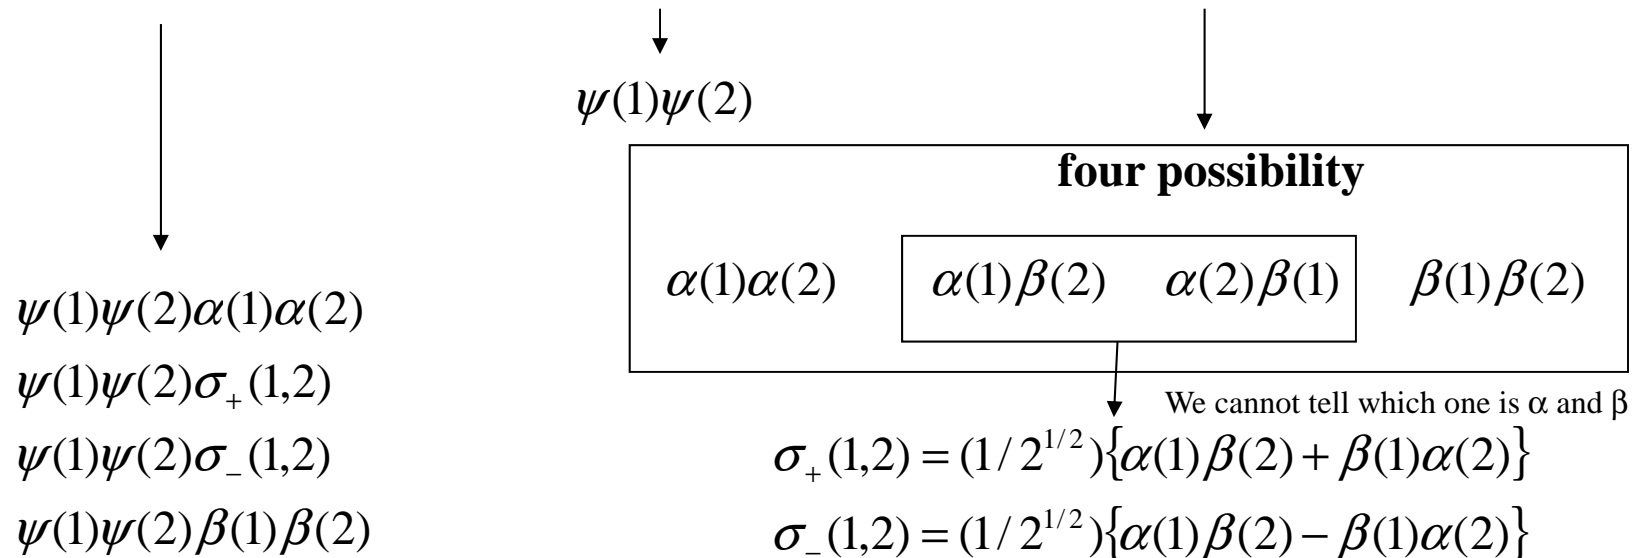 ψ(1)ψ(2)
four possibility
α(1)α(2) α(1)β(2) α(2)β(1) β(1)β(2)
We cannot tell which one is α and β
σ₊(1,2) = (1/2^{1/2}){α(1)β(2) + β(1)α(2)}
σ₋(1,2) = (1/2^{1/2}){α(1)β(2) − β(1)α(2)}
ψ(1)ψ(2)α(1)α(2)
ψ(1)ψ(2)σ₊(1,2)
ψ(1)ψ(2)σ₋(1,2)
ψ(1)ψ(2)β(1)β(2)